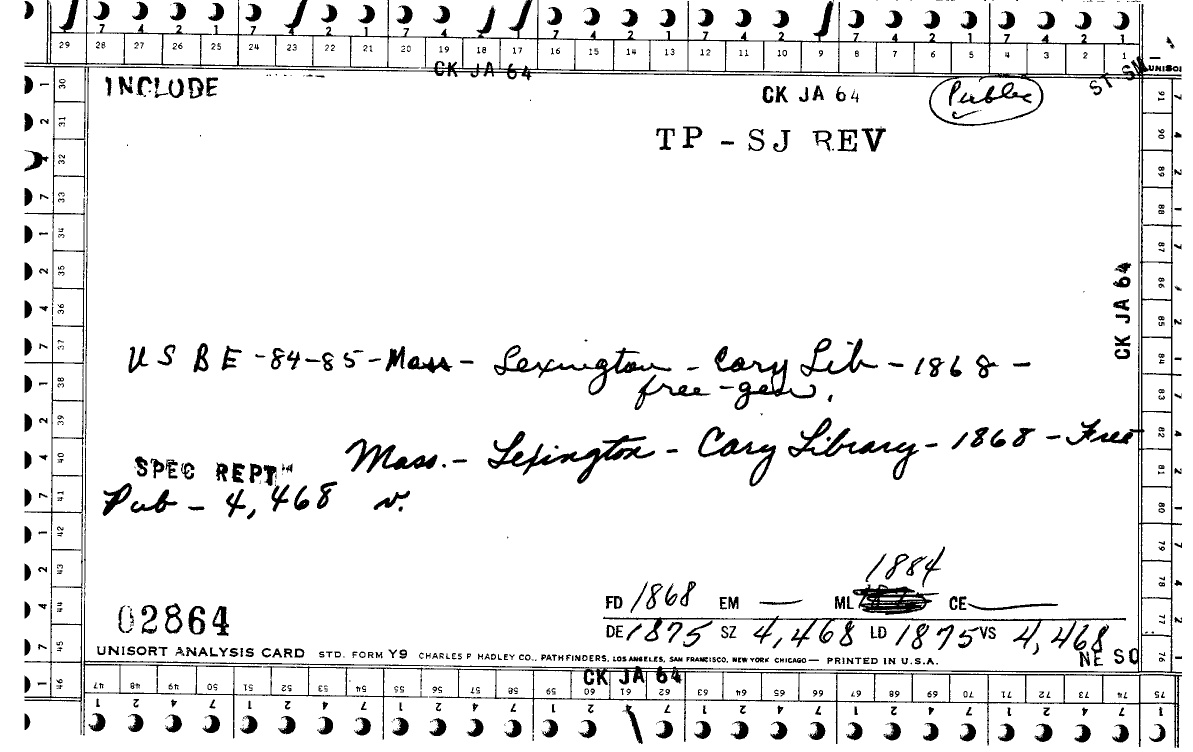 7 4 2 1 7 4 2 1 7 4 2 1 7 4 2 1 7 4 2 1 7 4 2 1
29 28 27 26 25 24 23 22 21 20 19 18 17 16 15 14 13 12 11 10 9 8 7 6 5 4 3 2 1
CK JA 64
UNISORT
INCLUDE
CK JA 64
Public
ST SM
TP - SJ REV
CK JA 64
U S B E -84-85-Mass- Lexington - Cary Lib -1868-
free-gen.
Mass.- Lexington - Cary Library- 1868 - Free
SPEC REPT
Pub - 4,468 v.
1884
FD 1868 EM — ML CE —
02864
DE 1875 SZ 4,468 LD 1875 VS 4,468
UNISORT ANALYSIS CARD STD. FORM Y9 CHARLES P HADLEY CO., PATHFINDERS, LOS ANGELES, SAN FRANCISCO, NEW YORK CHICAGO — PRINTED IN U.S.A.
NE SO
CK JA 64
30 31 32 33 34 35 36 37 38 39 40 41 42 43 44 45 46
47 48 49 50 51 52 53 54 55 56 57 58 59 60 61 62 63 64 65 66 67 68 69 70 71 72 73 74 75
76 77 78 79 80 81 82 83 84 85 86 87 88 89 90 91